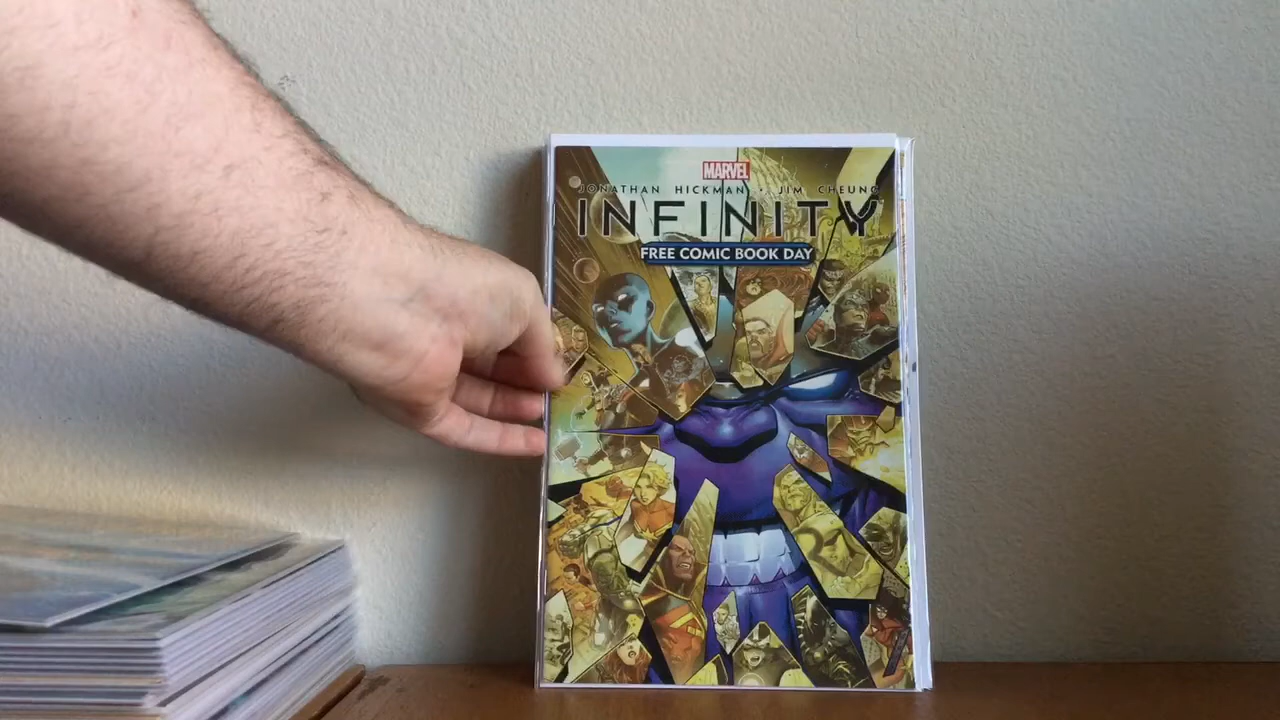 MARVEL
JONATHAN HICKMAN • JIM CHEUNG
INFINITY
FREE COMIC BOOK DAY